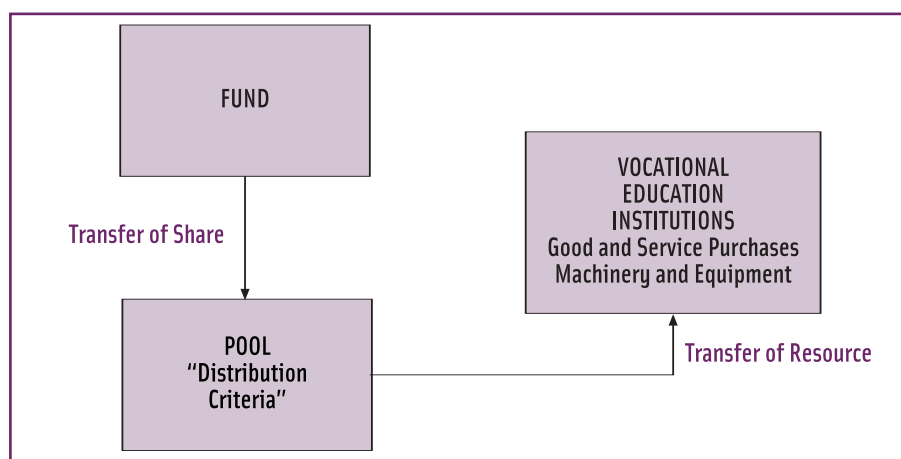 FUND
Transfer of Share
POOL
“Distribution
Criteria”
VOCATIONAL
EDUCATION
INSTITUTIONS
Good and Service Purchases
Machinery and Equipment
Transfer of Resource